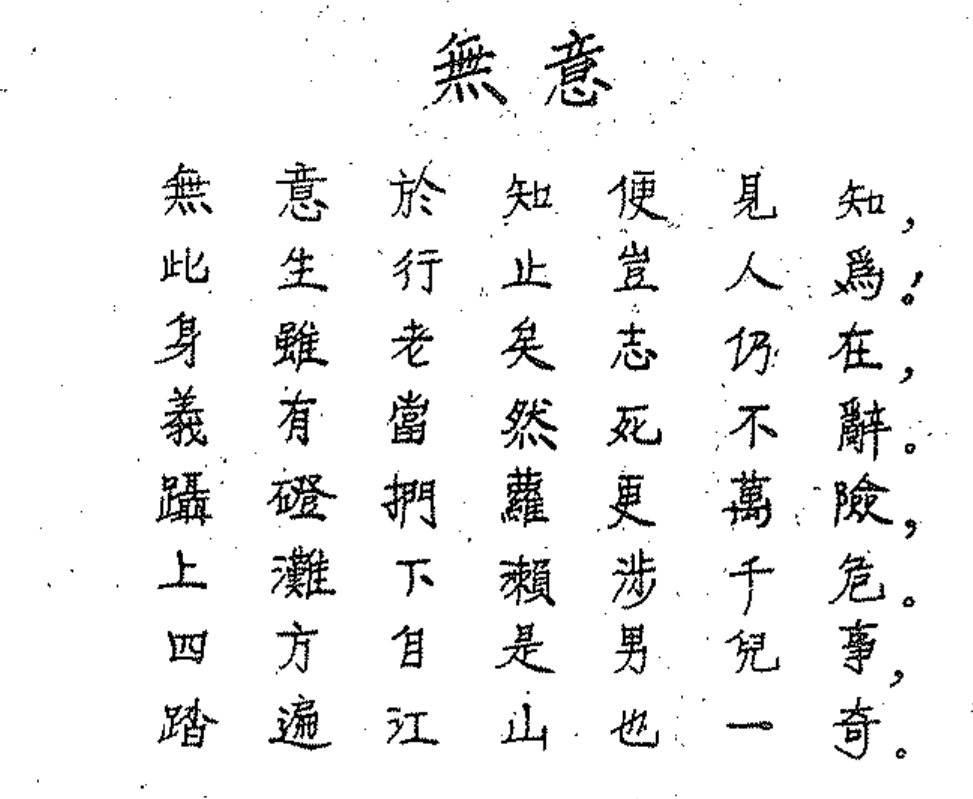 無意
無意於知便見知，
此生行止豈人爲！
身雖老矣志仍在，
義有當然死不辭。
躡磴捫蘿更萬險，
上灘下瀨涉千危。
四方自是男兒事，
踏遍江山也一奇。